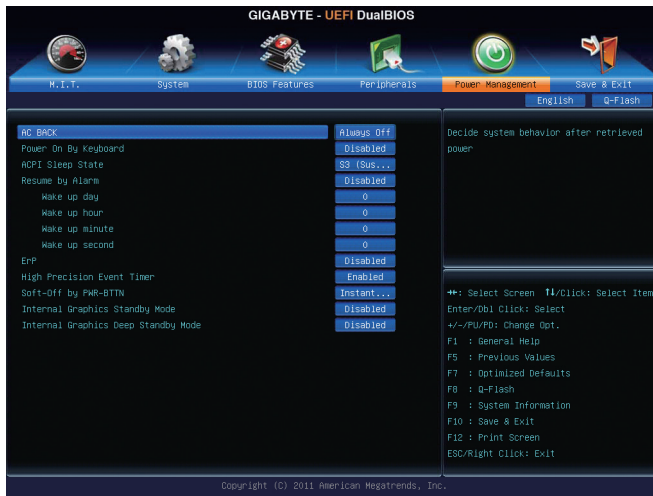 GIGABYTE - UEFI DualBIOS
M.I.T. System BIOS Features Peripherals Power Management Save & Exit
English Q-Flash
AC BACK Always Off
Power On By Keyboard Disabled
ACPI Sleep State S3 (Sus...
Resume by Alarm Disabled
Wake up day 0
Wake up hour 0
Wake up minute 0
Wake up second 0
ErP Disabled
High Precision Event Timer Enabled
Soft-Off by PWR-BTTN Instant...
Internal Graphics Standby Mode Disabled
Internal Graphics Deep Standby Mode Disabled
Decide system behavior after retrieved
power
→←: Select Screen ↑↓/Click: Select Item
Enter/Dbl Click: Select
+/-/PU/PD: Change Opt.
F1 : General Help
F5 : Previous Values
F7 : Optimized Defaults
F8 : Q-Flash
F9 : System Information
F10 : Save & Exit
F12 : Print Screen
ESC/Right Click: Exit
Copyright (C) 2011 American Megatrends, Inc.